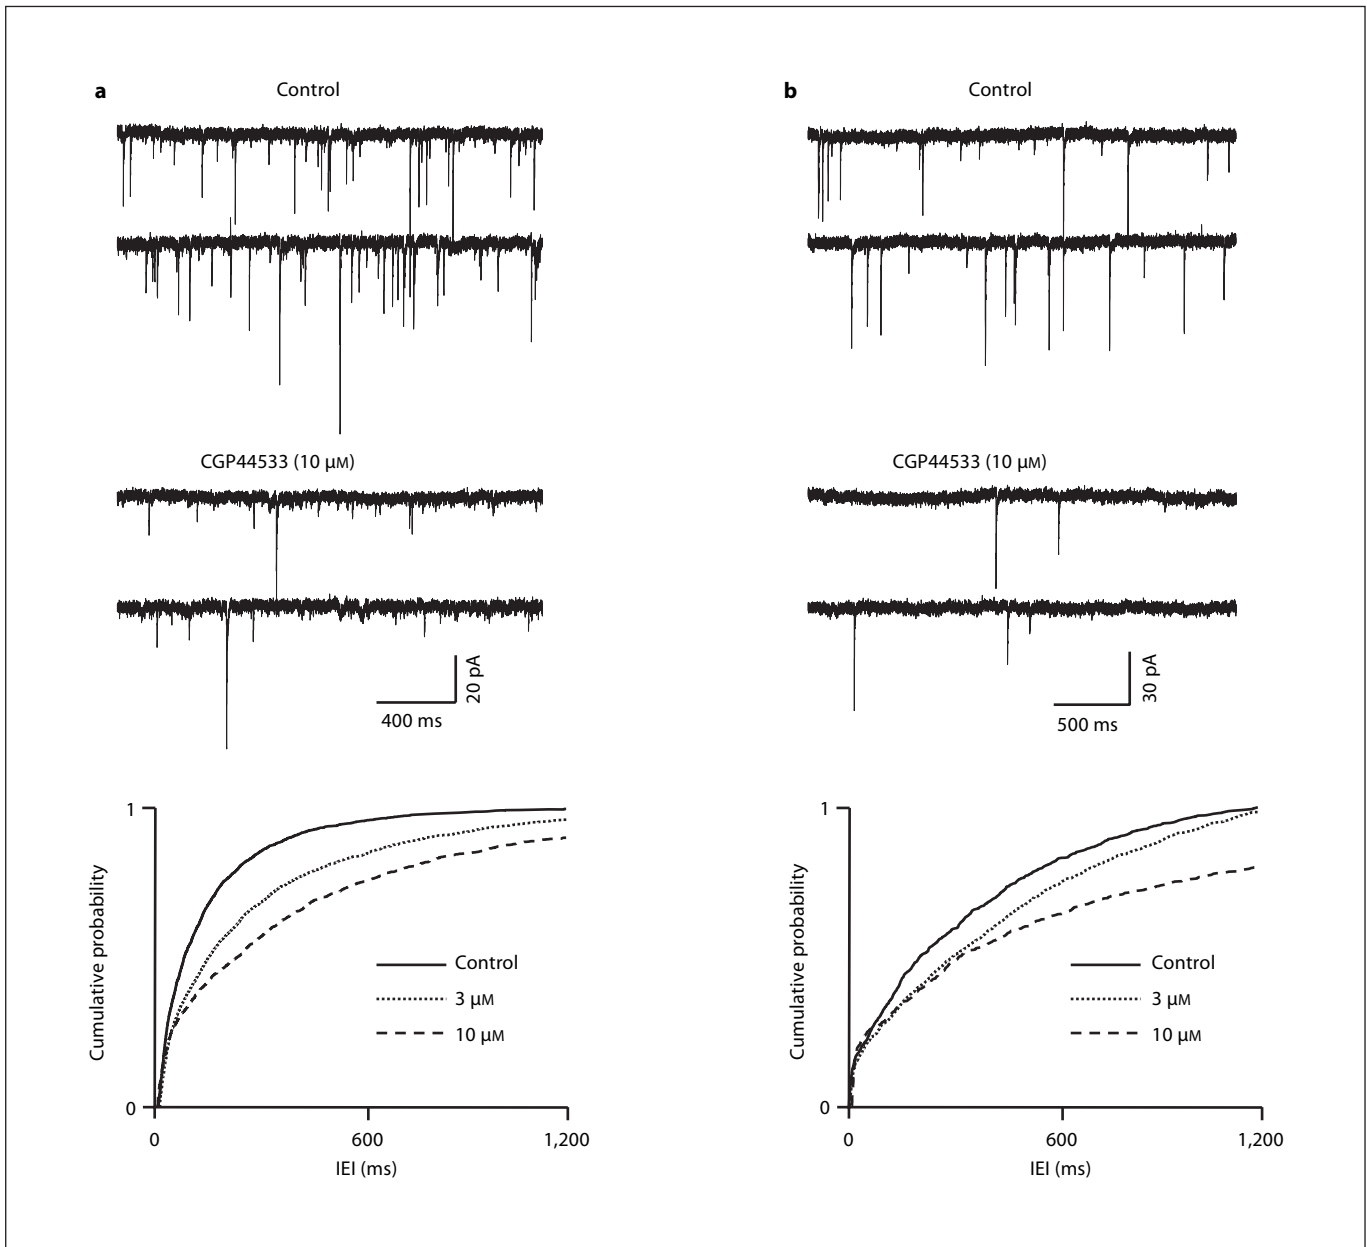 a
Control
CGP44533 (10 µM)
20 pA
400 ms
1
Cumulative probability
Control
3 µM
10 µM
0
0 600 1,200
IEI (ms)
b
Control
CGP44533 (10 µM)
30 pA
500 ms
1
Cumulative probability
Control
3 µM
10 µM
0
0 600 1,200
IEI (ms)